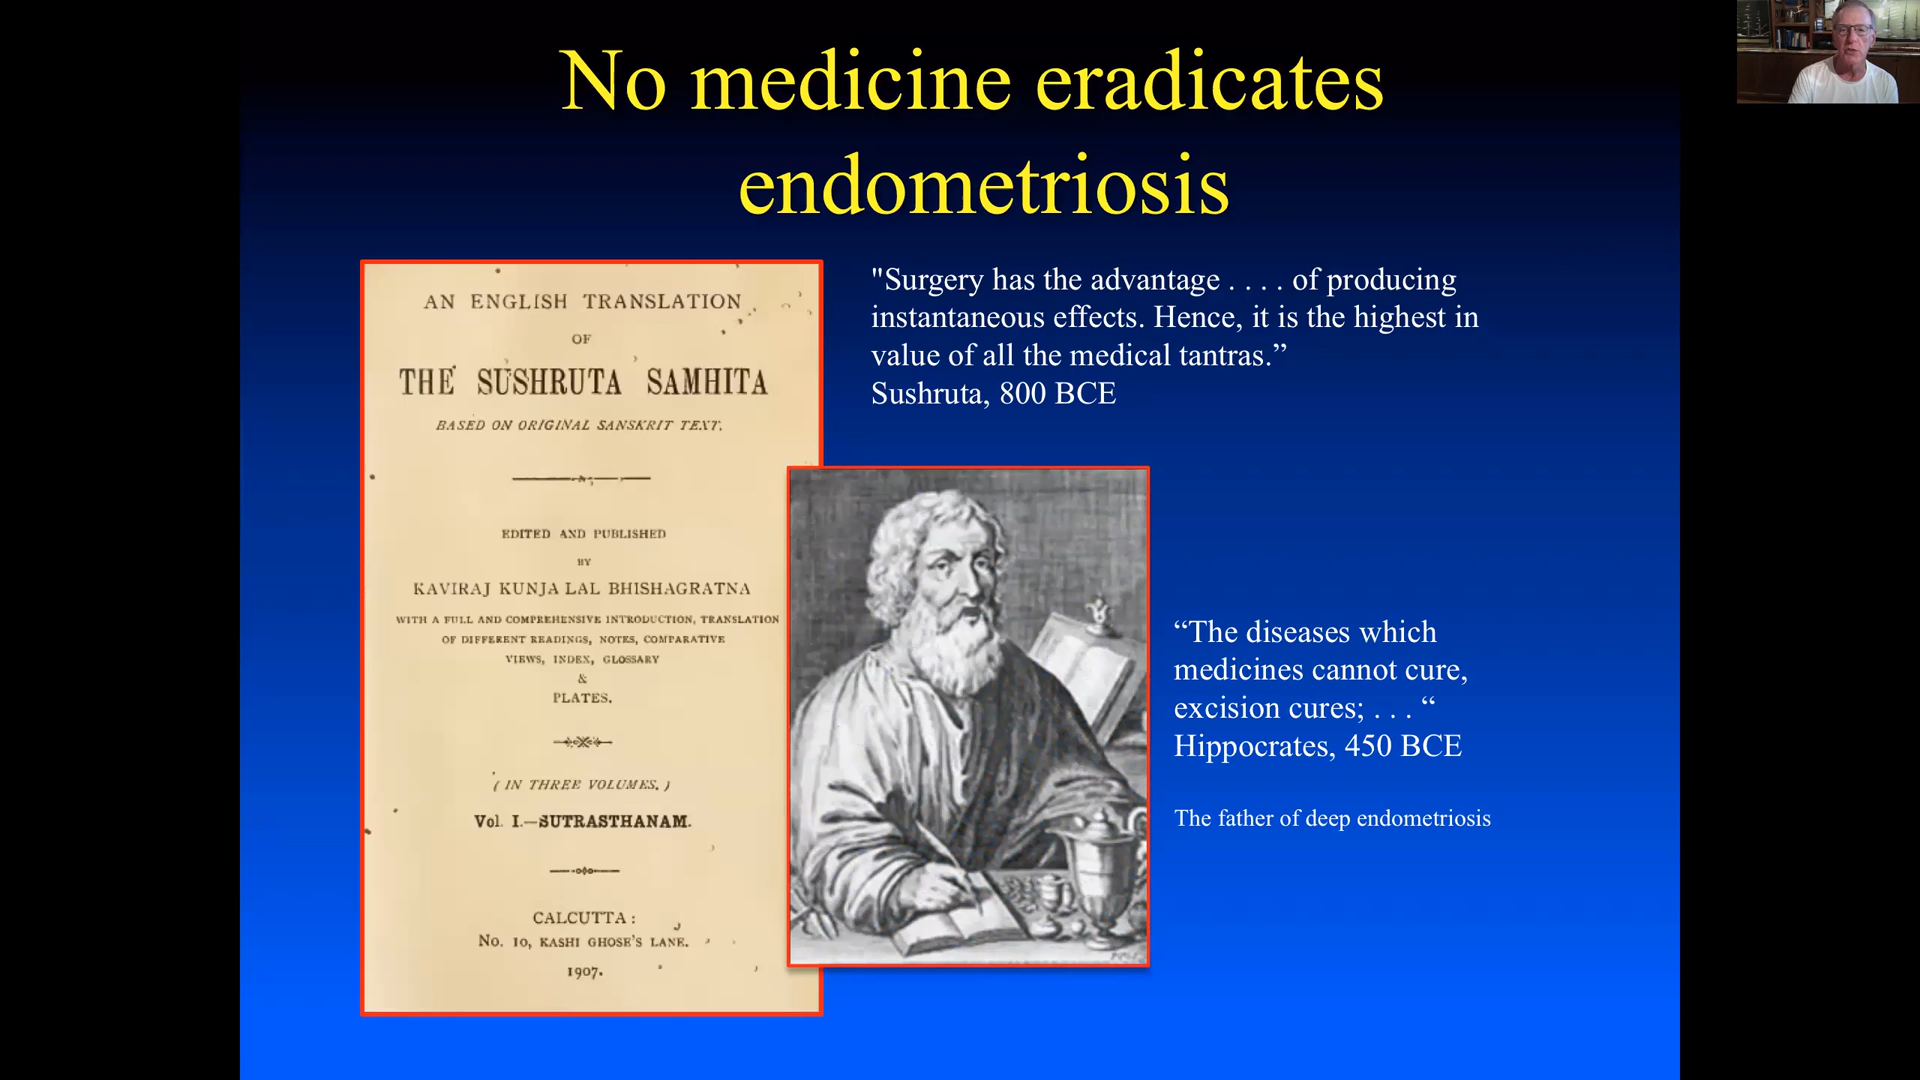 No medicine eradicates
endometriosis
AN ENGLISH TRANSLATION
OF
THE SUSHRUTA SAMHITA
BASED ON ORIGINAL SANSKRIT TEXT.
EDITED AND PUBLISHED
BY
KAVIRAJ KUNJA LAL BHISHAGRATNA
WITH A FULL AND COMPREHENSIVE INTRODUCTION, TRANSLATION
OF DIFFERENT READINGS, NOTES, COMPARATIVE
VIEWS, INDEX, GLOSSARY
&
PLATES.
( IN THREE VOLUMES. )
Vol. I.—SUTRASTHANAM.
CALCUTTA :
No. 10, KASHI GHOSE'S LANE.
1907.
"Surgery has the advantage . . . . of producing
instantaneous effects. Hence, it is the highest in
value of all the medical tantras.”
Sushruta, 800 BCE
“The diseases which
medicines cannot cure,
excision cures; . . . “
Hippocrates, 450 BCE
The father of deep endometriosis